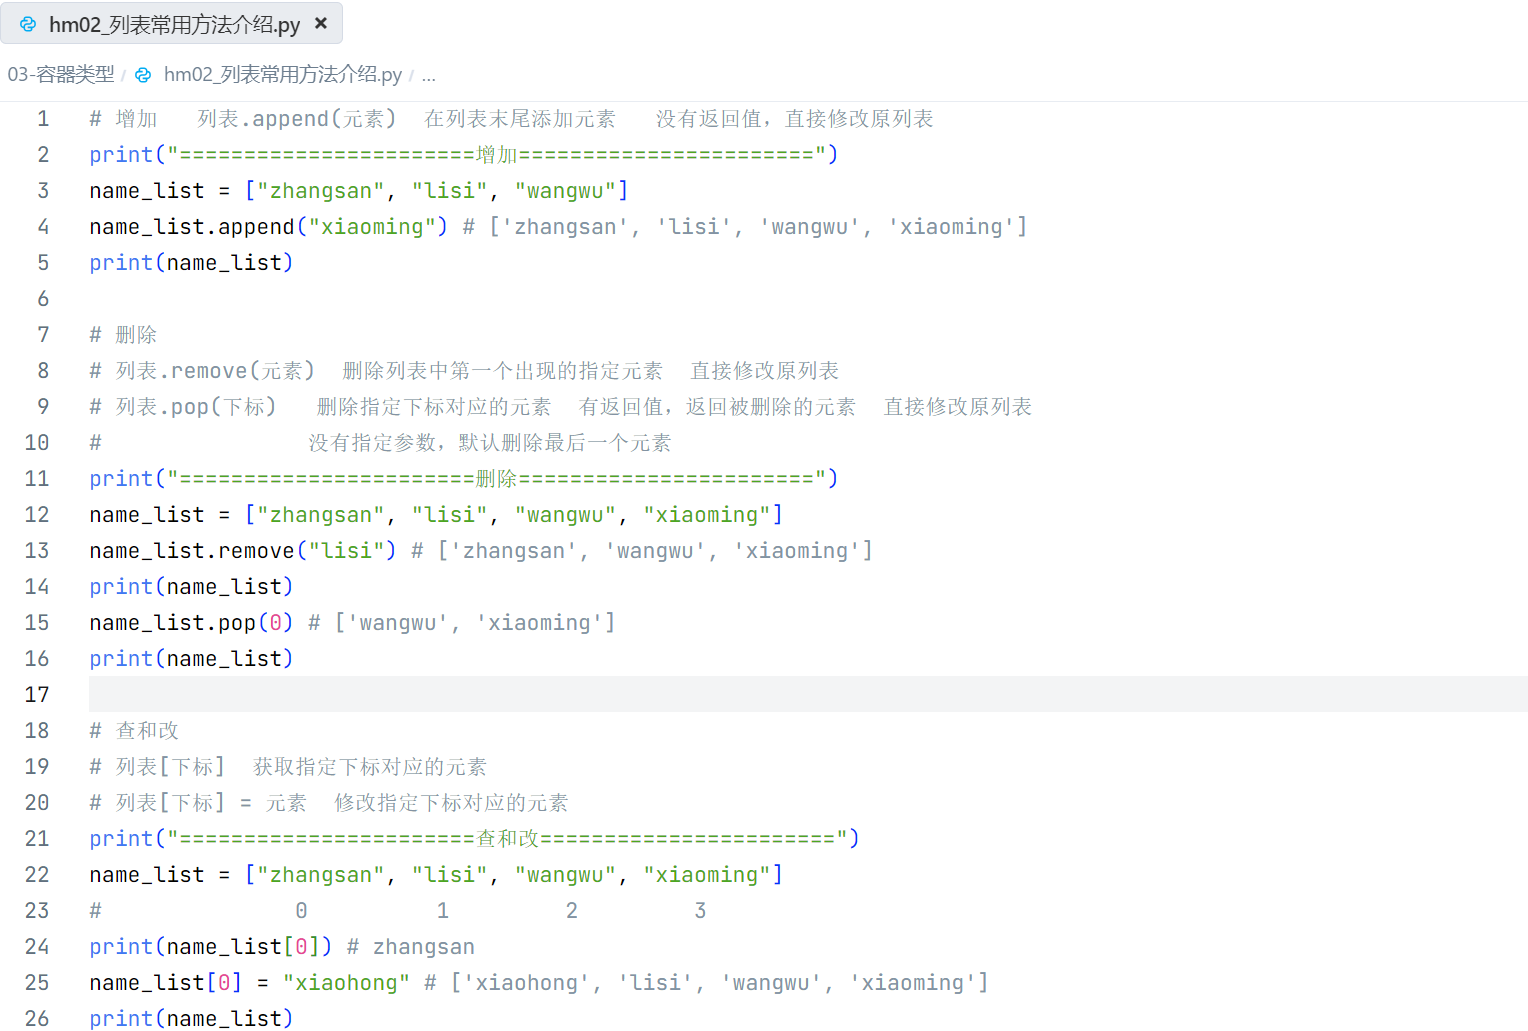 hm02_列表常用方法介绍.py ×
03-容器类型 / hm02_列表常用方法介绍.py / ...
1 # 增加   列表.append(元素)  在列表末尾添加元素   没有返回值，直接修改原列表
2 print("=======================增加=======================")
3 name_list = ["zhangsan", "lisi", "wangwu"]
4 name_list.append("xiaoming") # ['zhangsan', 'lisi', 'wangwu', 'xiaoming']
5 print(name_list)
6
7 # 删除
8 # 列表.remove(元素)  删除列表中第一个出现的指定元素  直接修改原列表
9 # 列表.pop(下标)   删除指定下标对应的元素  有返回值，返回被删除的元素  直接修改原列表
10 #                没有指定参数，默认删除最后一个元素
11 print("=======================删除=======================")
12 name_list = ["zhangsan", "lisi", "wangwu", "xiaoming"]
13 name_list.remove("lisi") # ['zhangsan', 'wangwu', 'xiaoming']
14 print(name_list)
15 name_list.pop(0) # ['wangwu', 'xiaoming']
16 print(name_list)
17
18 # 查和改
19 # 列表[下标]  获取指定下标对应的元素
20 # 列表[下标] = 元素  修改指定下标对应的元素
21 print("=======================查和改=======================")
22 name_list = ["zhangsan", "lisi", "wangwu", "xiaoming"]
23 #               0          1         2         3
24 print(name_list[0]) # zhangsan
25 name_list[0] = "xiaohong" # ['xiaohong', 'lisi', 'wangwu', 'xiaoming']
26 print(name_list)